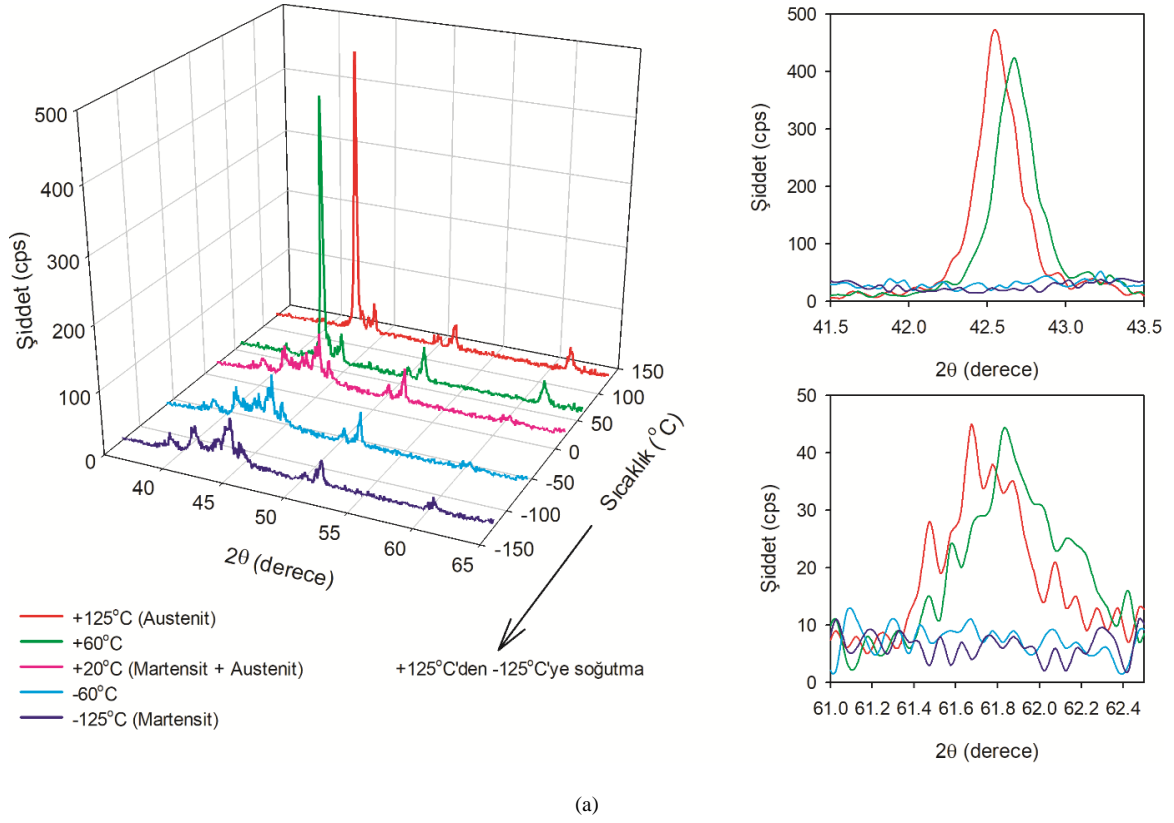 500
400
300
200
100
0
Şiddet (cps)
40
45
50
55
60
65
2θ (derece)
150
100
50
0
-50
-100
-150
Sıcaklık (°C)
+125°C (Austenit)
+60°C
+20°C (Martensit + Austenit)
-60°C
-125°C (Martensit)
+125°C'den -125°C'ye soğutma
500
400
300
200
100
0
Şiddet (cps)
41.5 42.0 42.5 43.0 43.5
2θ (derece)
50
40
30
20
10
0
Şiddet (cps)
61.0 61.2 61.4 61.6 61.8 62.0 62.2 62.4
2θ (derece)
(a)